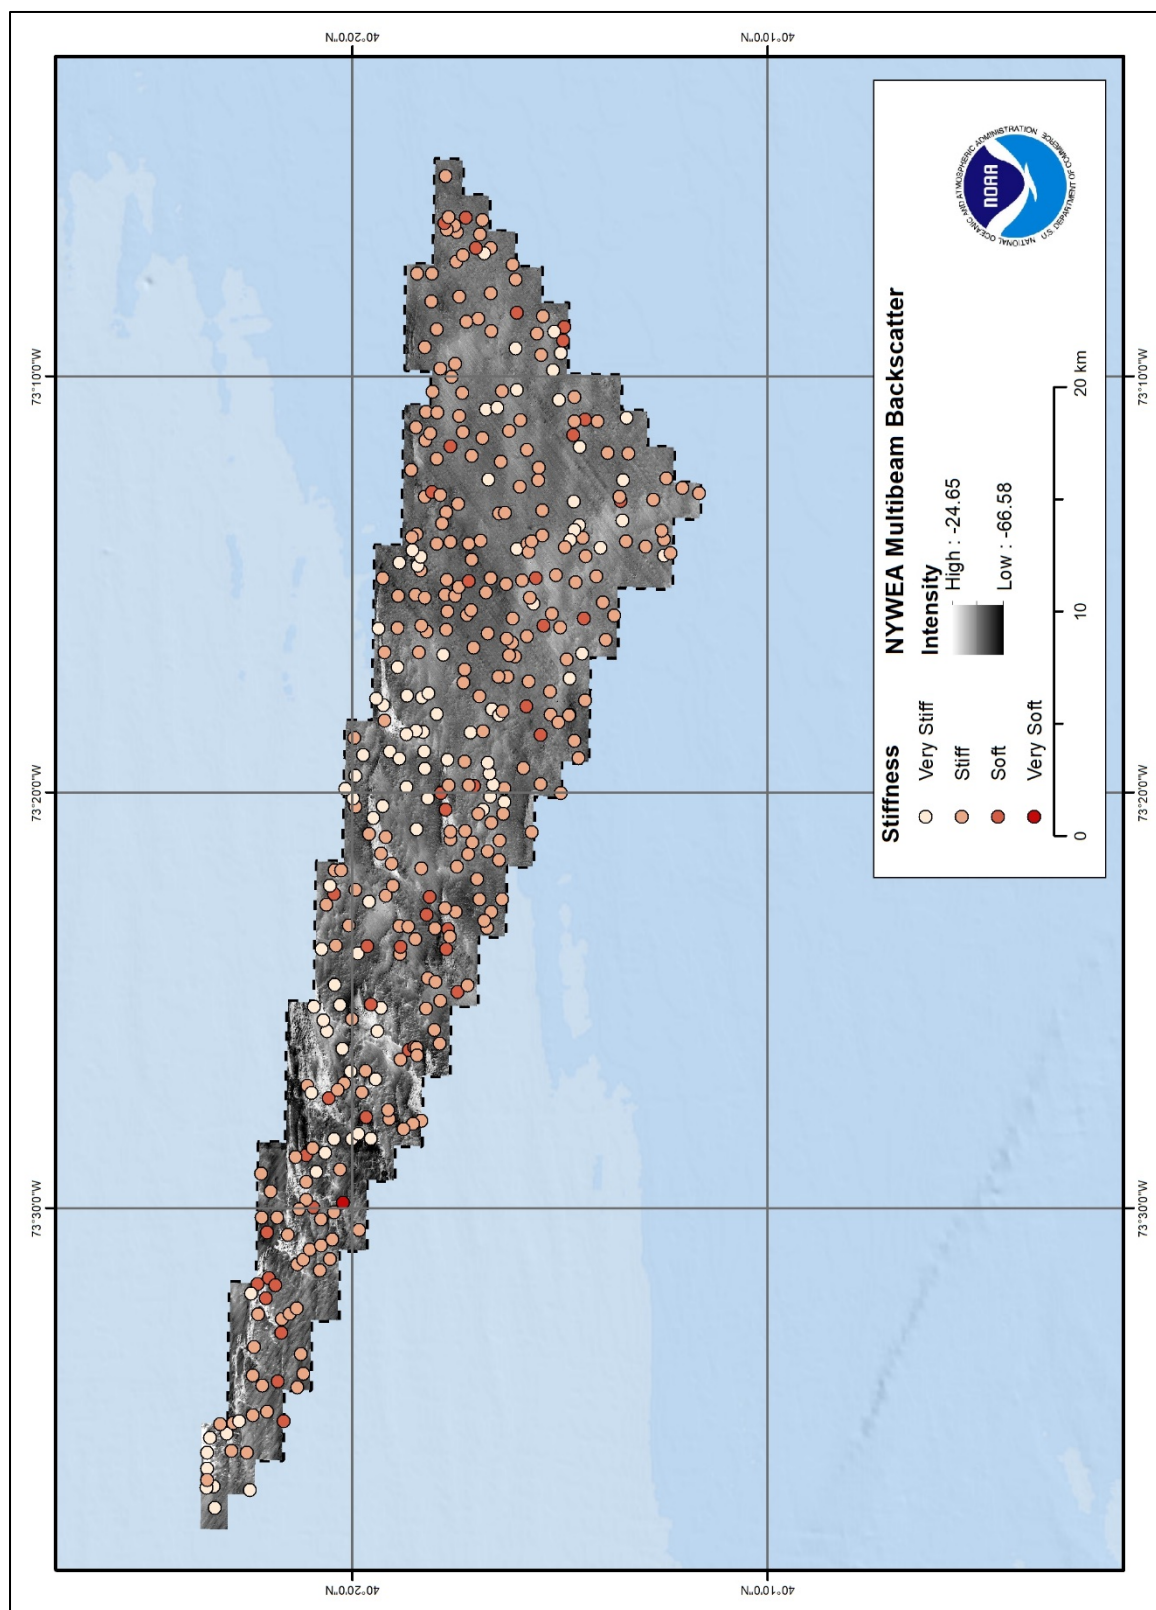 73°30'0"W
73°20'0"W
73°10'0"W
40°20'0"N
40°20'0"N
40°10'0"N
40°10'0"N
73°30'0"W
73°20'0"W
73°10'0"W
Stiffness
Very Stiff
Stiff
Soft
Very Soft
NYWEA Multibeam Backscatter
Intensity
High : -24.65
Low : -66.58
0
10
20 km
NATIONAL OCEANIC AND ATMOSPHERIC ADMINISTRATION
NOAA
U.S. DEPARTMENT OF COMMERCE